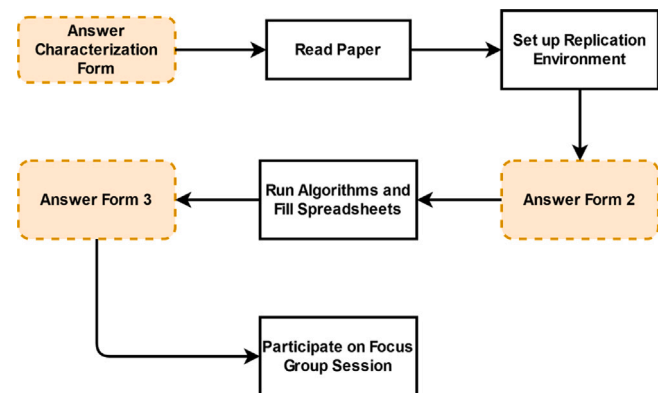 Answer
Characterization
Form
Read Paper
Set up Replication
Environment
Answer Form 3
Run Algorithms and
Fill Spreadsheets
Answer Form 2
Participate on Focus
Group Session